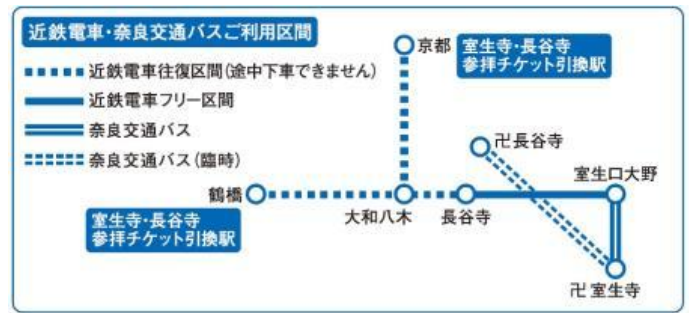 近鉄電車・奈良交通バスご利用区間
近鉄電車往復区間(途中下車できません)
近鉄電車フリー区間
奈良交通バス
奈良交通バス(臨時)
京都
室生寺・長谷寺
参拝チケット引換駅
卍長谷寺
室生口大野
鶴橋
大和八木
長谷寺
室生寺・長谷寺
参拝チケット引換駅
卍室生寺